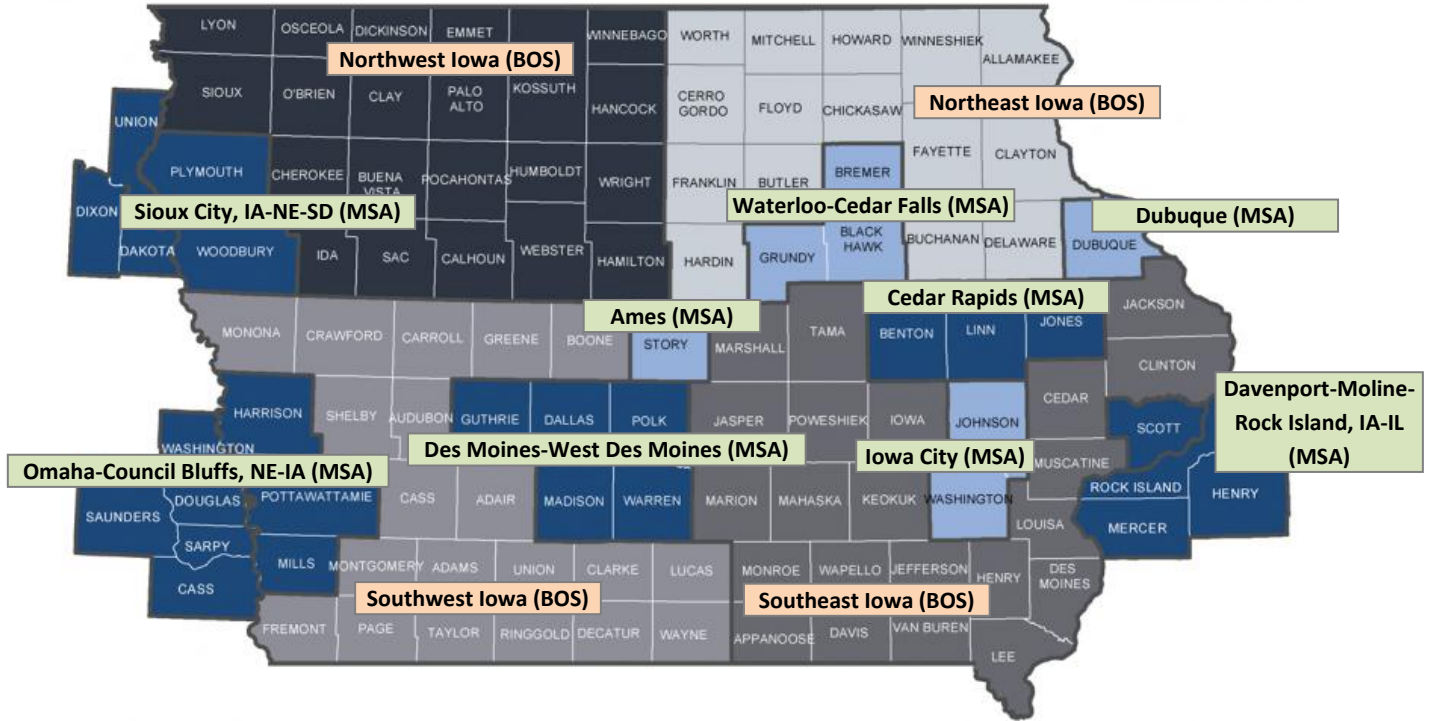 LYON OSCEOLA DICKINSON EMMET WINNEBAGO WORTH MITCHELL HOWARD WINNESHIEK ALLAMAKEE
Northwest Iowa (BOS)
SIOUX O'BRIEN CLAY PALO ALTO KOSSUTH HANCOCK CERRO GORDO FLOYD CHICKASAW
Northeast Iowa (BOS)
UNION
PLYMOUTH CHEROKEE BUENA VISTA POCAHONTAS HUMBOLDT WRIGHT FRANKLIN BUTLER BREMER FAYETTE CLAYTON
DIXON
Sioux City, IA-NE-SD (MSA)
Waterloo-Cedar Falls (MSA)
Dubuque (MSA)
DAKOTA WOODBURY IDA SAC CALHOUN WEBSTER HAMILTON HARDIN GRUNDY BLACK HAWK BUCHANAN DELAWARE DUBUQUE
Cedar Rapids (MSA)
Ames (MSA)
MONONA CRAWFORD CARROLL GREENE BOONE STORY MARSHALL TAMA BENTON LINN JONES JACKSON
CLINTON
HARRISON SHELBY AUDUBON GUTHRIE DALLAS POLK JASPER POWESHIEK IOWA JOHNSON CEDAR SCOTT
Davenport-Moline-
Rock Island, IA-IL
(MSA)
WASHINGTON
Omaha-Council Bluffs, NE-IA (MSA)
Des Moines-West Des Moines (MSA)
Iowa City (MSA)
MUSCATINE
SAUNDERS DOUGLAS POTTAWATTAMIE CASS ADAIR MADISON WARREN MARION MAHASKA KEOKUK WASHINGTON ROCK ISLAND HENRY
LOUISA MERCER
SARPY
CASS MILLS MONTGOMERY ADAMS UNION CLARKE LUCAS MONROE WAPELLO JEFFERSON HENRY DES MOINES
Southwest Iowa (BOS)
Southeast Iowa (BOS)
FREMONT PAGE TAYLOR RINGGOLD DECATUR WAYNE APPANOOSE DAVIS VAN BUREN
LEE